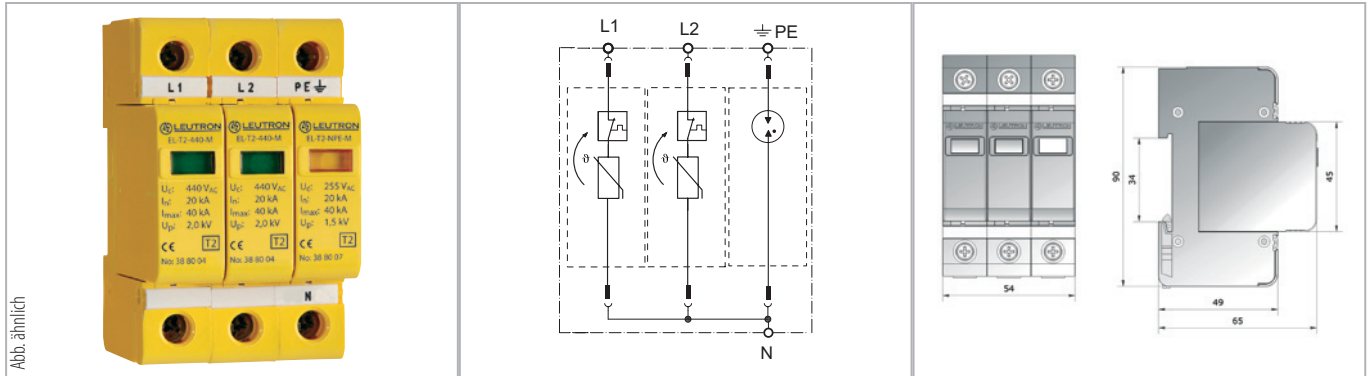 L1 L2 PE
LEUTRON LEUTRON LEUTRON
EL-T2-440-M EL-T2-440-M EL-T2-NPE-M
Uc: 440 VAC Uc: 440 VAC Uc: 255 VAC
In: 20 kA In: 20 kA In: 20 kA
Imax: 40 kA Imax: 40 kA Imax: 40 kA
Up: 2,0 kV Up: 2,0 kV Up: 1,5 kV
CE T2 CE T2 CE T2
No: 38 80 04 No: 38 80 04 No: 38 80 07
N
Abb. ähnlich
L1 L2 PE
ϑ ϑ
N
LEUTRON LEUTRON LEUTRON
54
90
34
45
49
65